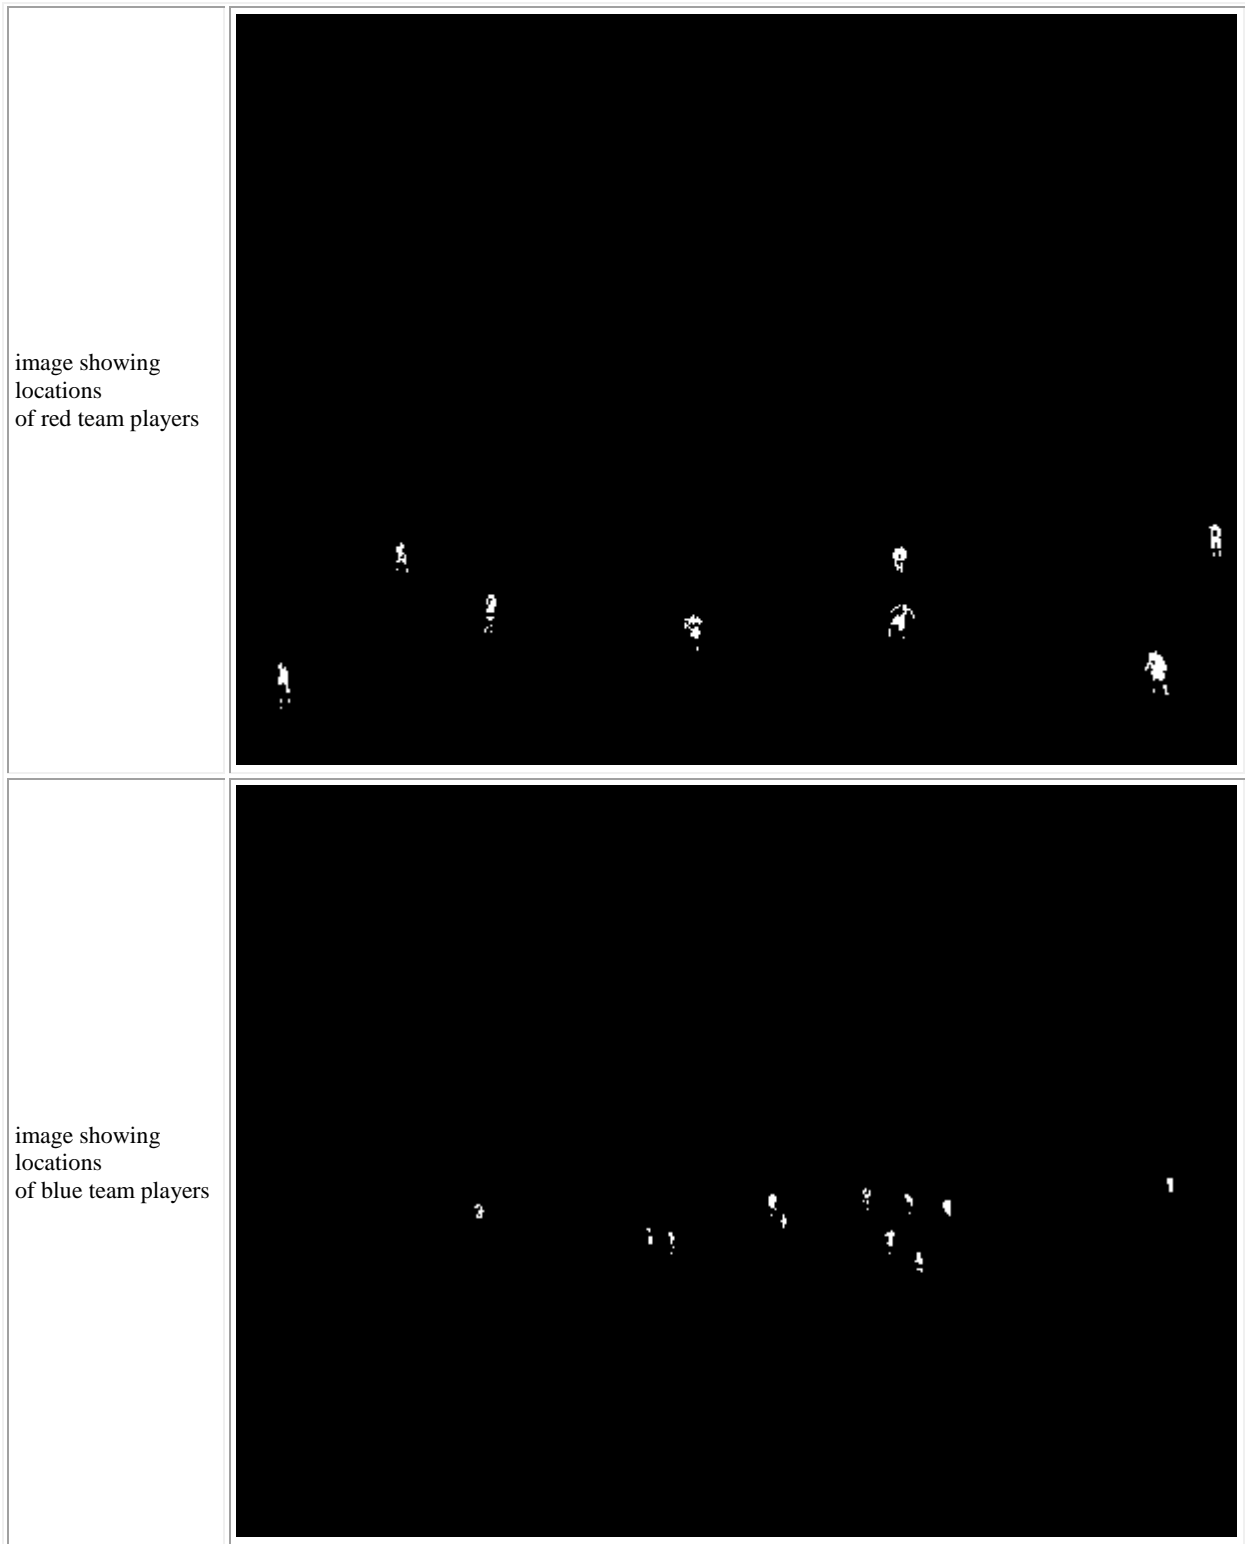 image showing
locations
of red team players
image showing
locations
of blue team players